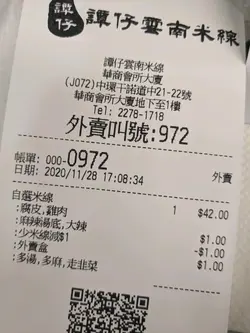 譚仔
譚仔雲南米線
譚仔雲南米線
華商會所大廈
(J072)中環干諾道中21-22號
華商會所大廈地下至1樓
Tel: 2278-1718
外賣叫號:972
帳單: 000-0972 外賣
日期: 2020/11/28 17:08:34
自選米線 1 $42.00
:腐皮,雞肉
:麻辣湯底,大辣 $1.00
:少米線減$1 -$1.00
:外賣盒 $1.00
:多湯,多麻,走韭菜